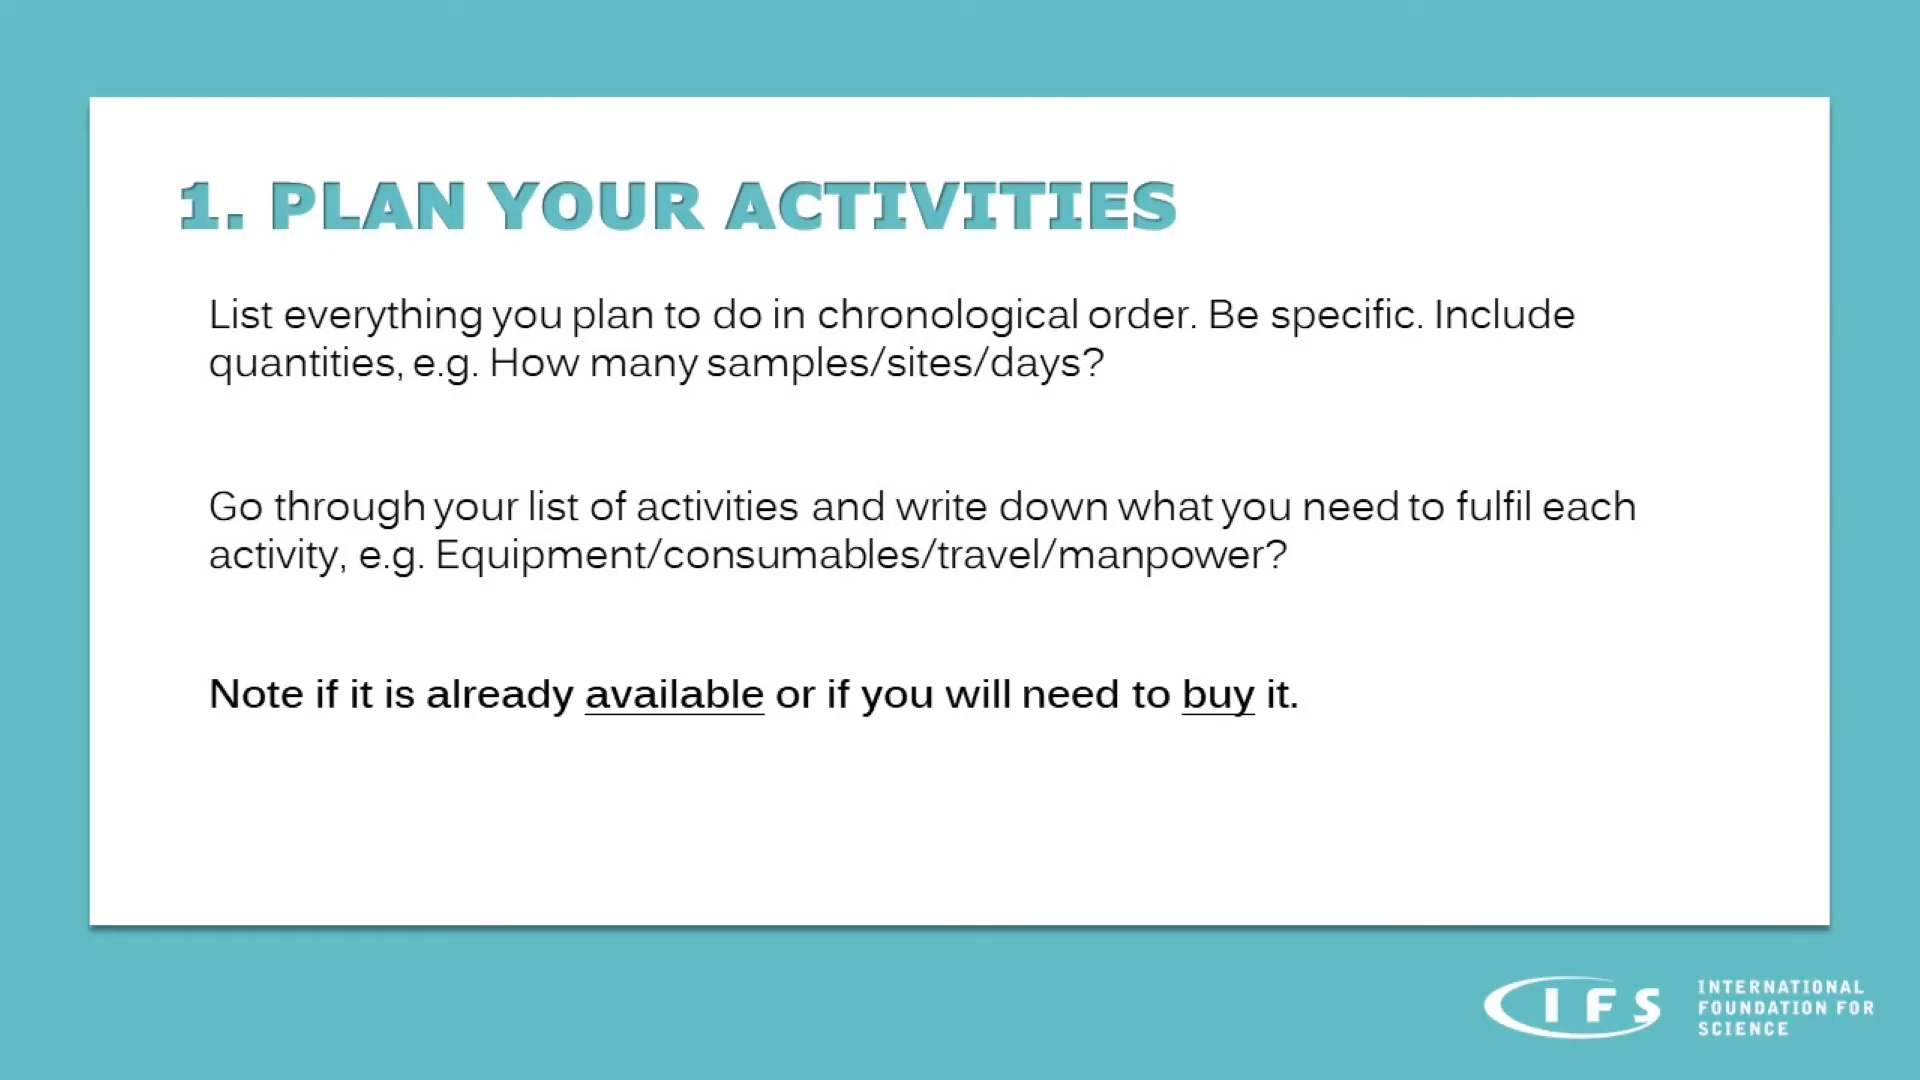 1. PLAN YOUR ACTIVITIES
List everything you plan to do in chronological order. Be specific. Include
quantities, e.g. How many samples/sites/days?
Go through your list of activities and write down what you need to fulfil each
activity, e.g. Equipment/consumables/travel/manpower?
Note if it is already available or if you will need to buy it.
IFS
INTERNATIONAL
FOUNDATION FOR
SCIENCE